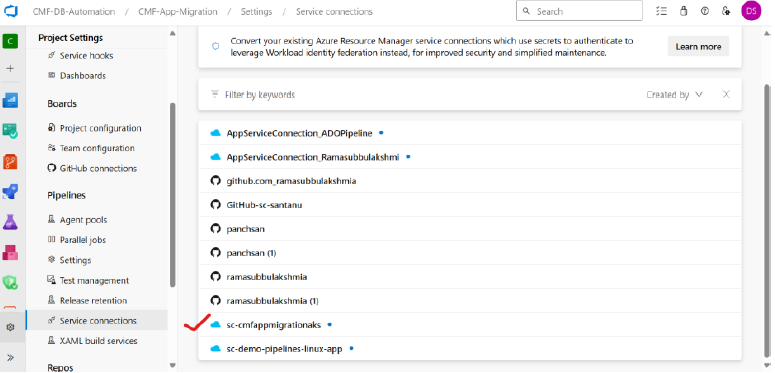 CMF-DB-Automation / CMF-App-Migration / Settings / Service connections
Search
DS
C
Project Settings
Service hooks
Dashboards
Boards
Project configuration
Team configuration
GitHub connections
Pipelines
Agent pools
Parallel jobs
Settings
Test management
Release retention
Service connections
XAML build services
Repos
Convert your existing Azure Resource Manager service connections which use secrets to authenticate to
leverage Workload identity federation instead, for improved security and simplified maintenance.
Learn more
Filter by keywords
Created by
AppServiceConnection_ADOPipeline
AppServiceConnection_Ramasubbulakshmi
github.com_ramasubbulakshmia
GitHub-sc-santanu
panchsan
panchsan (1)
ramasubbulakshmia
ramasubbulakshmia (1)
sc-cmfappmigrationaks
sc-demo-pipelines-linux-app